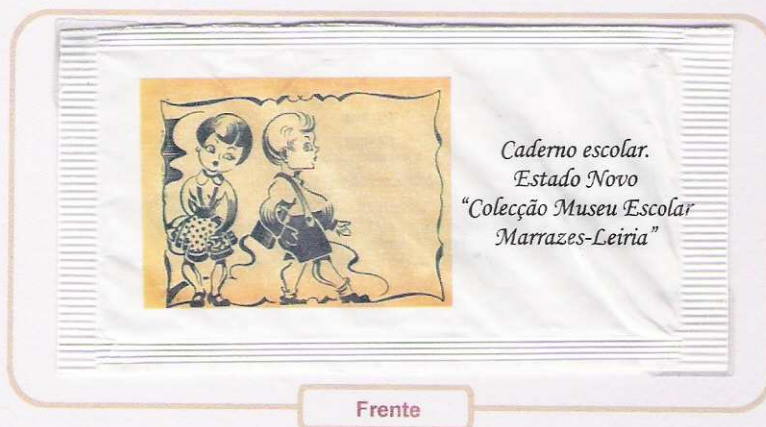 Caderno escolar.
Estado Novo
“Colecção Museu Escolar
Marrazes-Leiria”
Frente